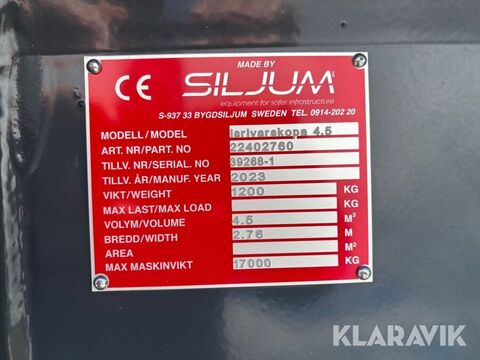 MADE BY
CE SILJUM
equipment for safer infrastructure
S-937 33 BYGDSILJUM SWEDEN TEL. 0914-202 20
MODELL/MODEL Isrivarskopa 4.5
ART. NR/PART. NO 22402760
TILLV. NR/SERIAL. NO 39268-1
TILLV. ÅR/MANUF. YEAR 2023
VIKT/WEIGHT 1200 KG
MAX LAST/MAX LOAD KG
VOLYM/VOLUME 4.5 M³
BREDD/WIDTH 2.76 M
AREA M²
MAX MASKINVIKT 17000 KG
KLARAVIK